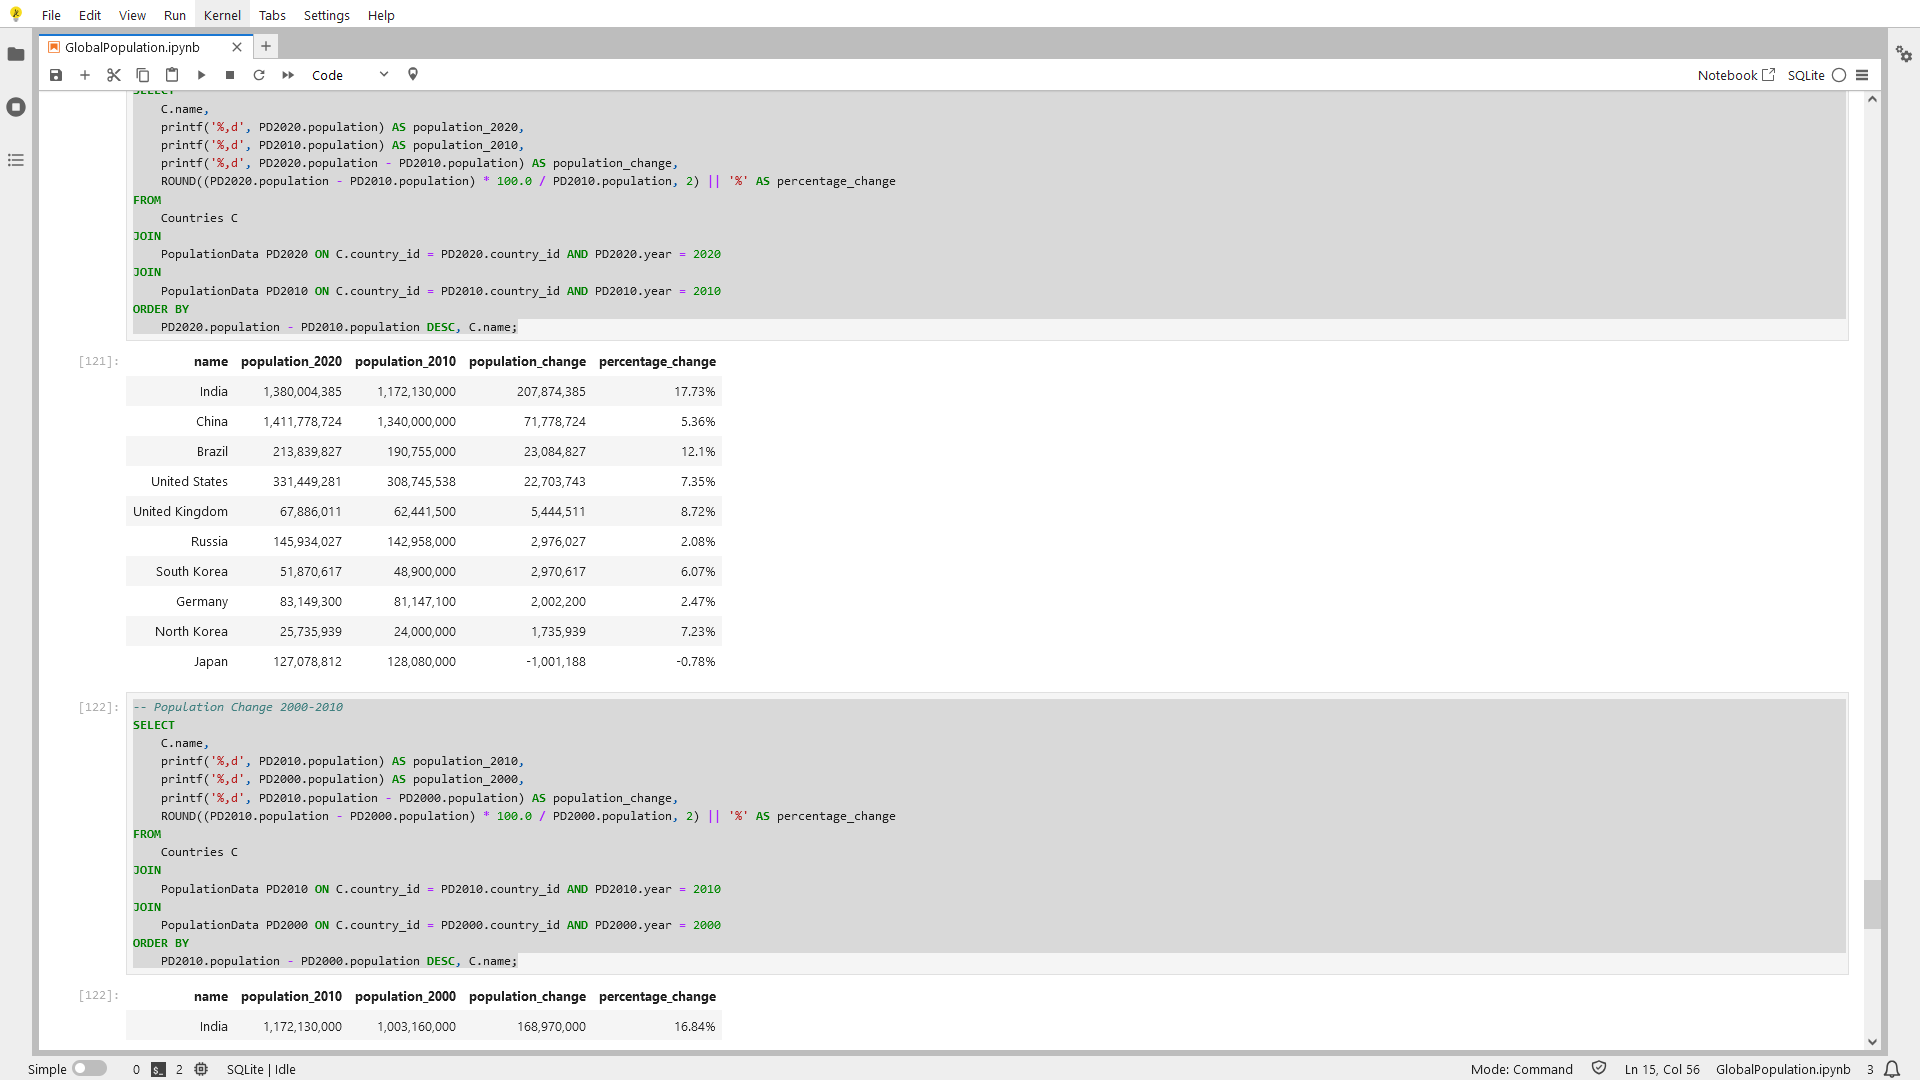 File Edit View Run Kernel Tabs Settings Help
GlobalPopulation.ipynb
Code
Notebook SQLite
SELECT
C.name,
printf('%,d', PD2020.population) AS population_2020,
printf('%,d', PD2010.population) AS population_2010,
printf('%,d', PD2020.population - PD2010.population) AS population_change,
ROUND((PD2020.population - PD2010.population) * 100.0 / PD2010.population, 2) || '%' AS percentage_change
FROM
Countries C
JOIN
PopulationData PD2020 ON C.country_id = PD2020.country_id AND PD2020.year = 2020
JOIN
PopulationData PD2010 ON C.country_id = PD2010.country_id AND PD2010.year = 2010
ORDER BY
PD2020.population - PD2010.population DESC, C.name;
[121]: name population_2020 population_2010 population_change percentage_change
India 1,380,004,385 1,172,130,000 207,874,385 17.73%
China 1,411,778,724 1,340,000,000 71,778,724 5.36%
Brazil 213,839,827 190,755,000 23,084,827 12.1%
United States 331,449,281 308,745,538 22,703,743 7.35%
United Kingdom 67,886,011 62,441,500 5,444,511 8.72%
Russia 145,934,027 142,958,000 2,976,027 2.08%
South Korea 51,870,617 48,900,000 2,970,617 6.07%
Germany 83,149,300 81,147,100 2,002,200 2.47%
North Korea 25,735,939 24,000,000 1,735,939 7.23%
Japan 127,078,812 128,080,000 -1,001,188 -0.78%
[122]: -- Population Change 2000-2010
SELECT
C.name,
printf('%,d', PD2010.population) AS population_2010,
printf('%,d', PD2000.population) AS population_2000,
printf('%,d', PD2010.population - PD2000.population) AS population_change,
ROUND((PD2010.population - PD2000.population) * 100.0 / PD2000.population, 2) || '%' AS percentage_change
FROM
Countries C
JOIN
PopulationData PD2010 ON C.country_id = PD2010.country_id AND PD2010.year = 2010
JOIN
PopulationData PD2000 ON C.country_id = PD2000.country_id AND PD2000.year = 2000
ORDER BY
PD2010.population - PD2000.population DESC, C.name;
[122]: name population_2010 population_2000 population_change percentage_change
India 1,172,130,000 1,003,160,000 168,970,000 16.84%
Simple 0 2 SQLite | Idle Mode: Command Ln 15, Col 56 GlobalPopulation.ipynb 3